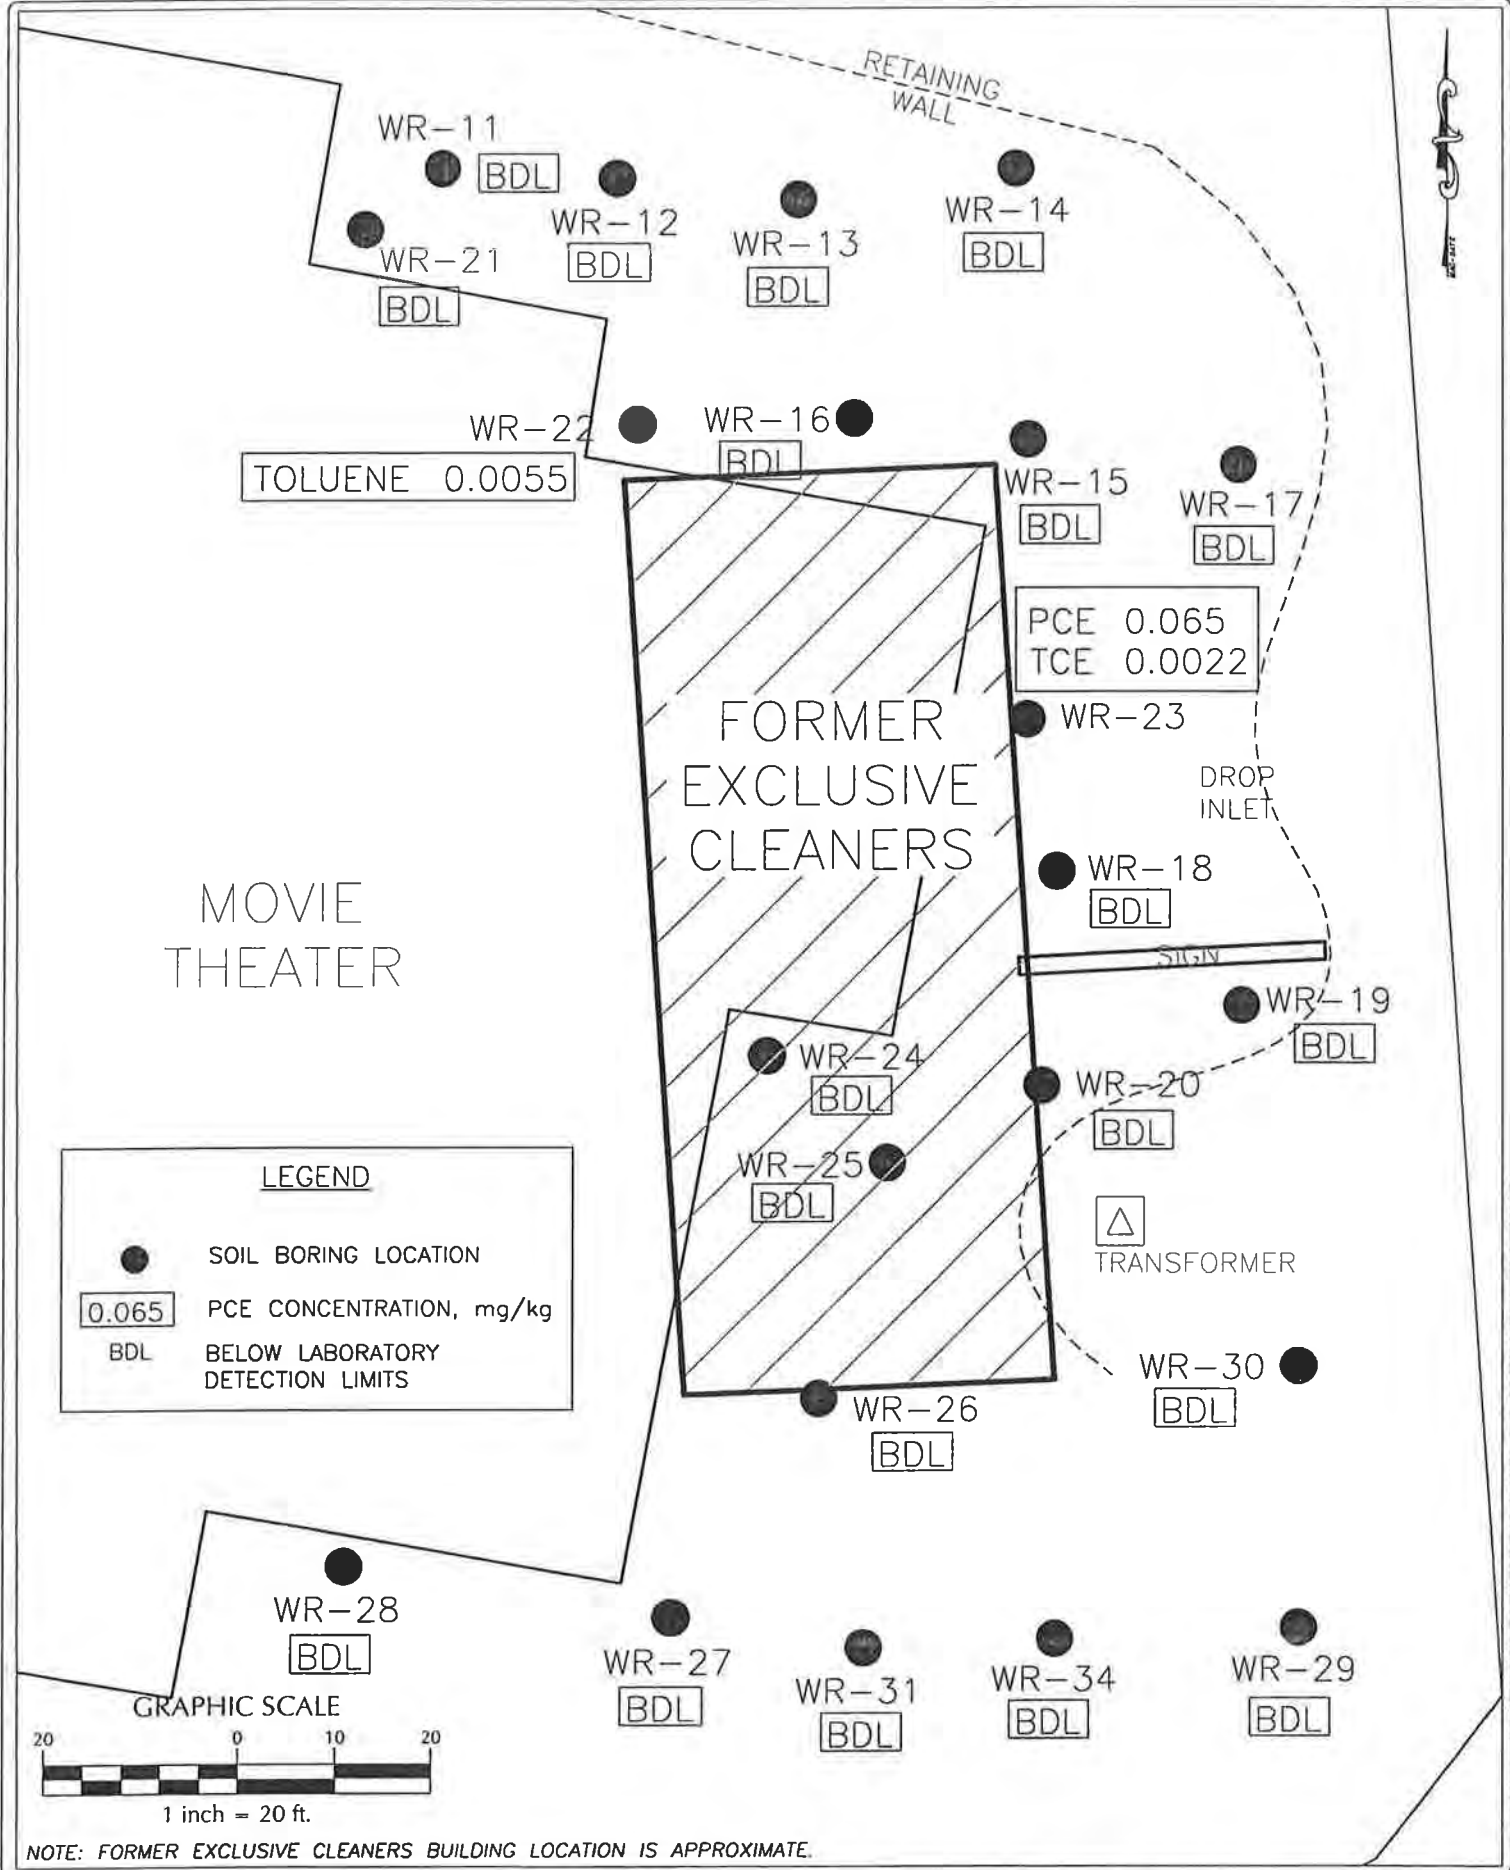 RETAINING
WALL
WR-11
BDL
WR-12
BDL
WR-13
BDL
WR-14
BDL
WR-21
BDL
WR-22
TOLUENE 0.0055
WR-16
BDL
WR-15
BDL
WR-17
BDL
PCE 0.065
TCE 0.0022
WR-23
FORMER
EXCLUSIVE
CLEANERS
DROP
INLET
MOVIE
THEATER
WR-18
BDL
SIGN
WR-19
BDL
WR-24
BDL
WR-20
BDL
WR-25
BDL
TRANSFORMER
LEGEND
SOIL BORING LOCATION
0.065 PCE CONCENTRATION, mg/kg
BDL BELOW LABORATORY
DETECTION LIMITS
WR-30
BDL
WR-26
BDL
WR-28
BDL
WR-27
BDL
WR-31
BDL
WR-34
BDL
WR-29
BDL
GRAPHIC SCALE
20 0 10 20
1 inch = 20 ft.
NOTE: FORMER EXCLUSIVE CLEANERS BUILDING LOCATION IS APPROXIMATE.